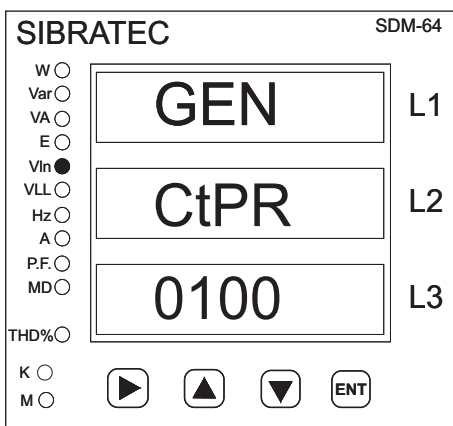 SIBRATEC SDM-64
W
Var
VA
E
Vln
VLL
Hz
A
P.F.
MD
THD%
K
M
GEN L1
CtPR L2
0100 L3
ENT